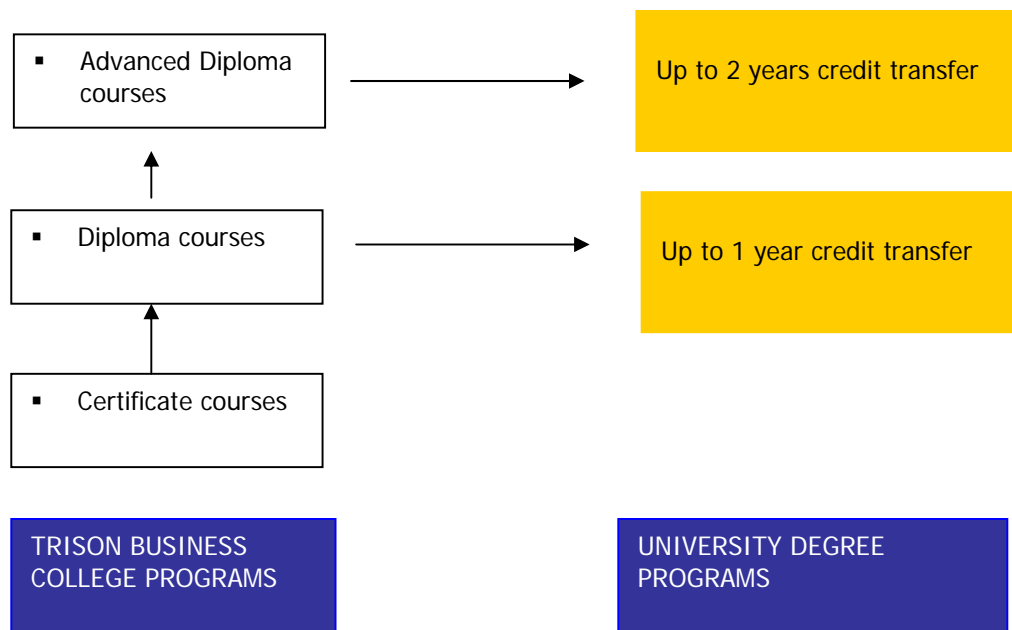 ▪ Advanced Diploma
courses
Up to 2 years credit transfer
▪ Diploma courses
Up to 1 year credit transfer
▪ Certificate courses
TRISON BUSINESS
COLLEGE PROGRAMS
UNIVERSITY DEGREE
PROGRAMS